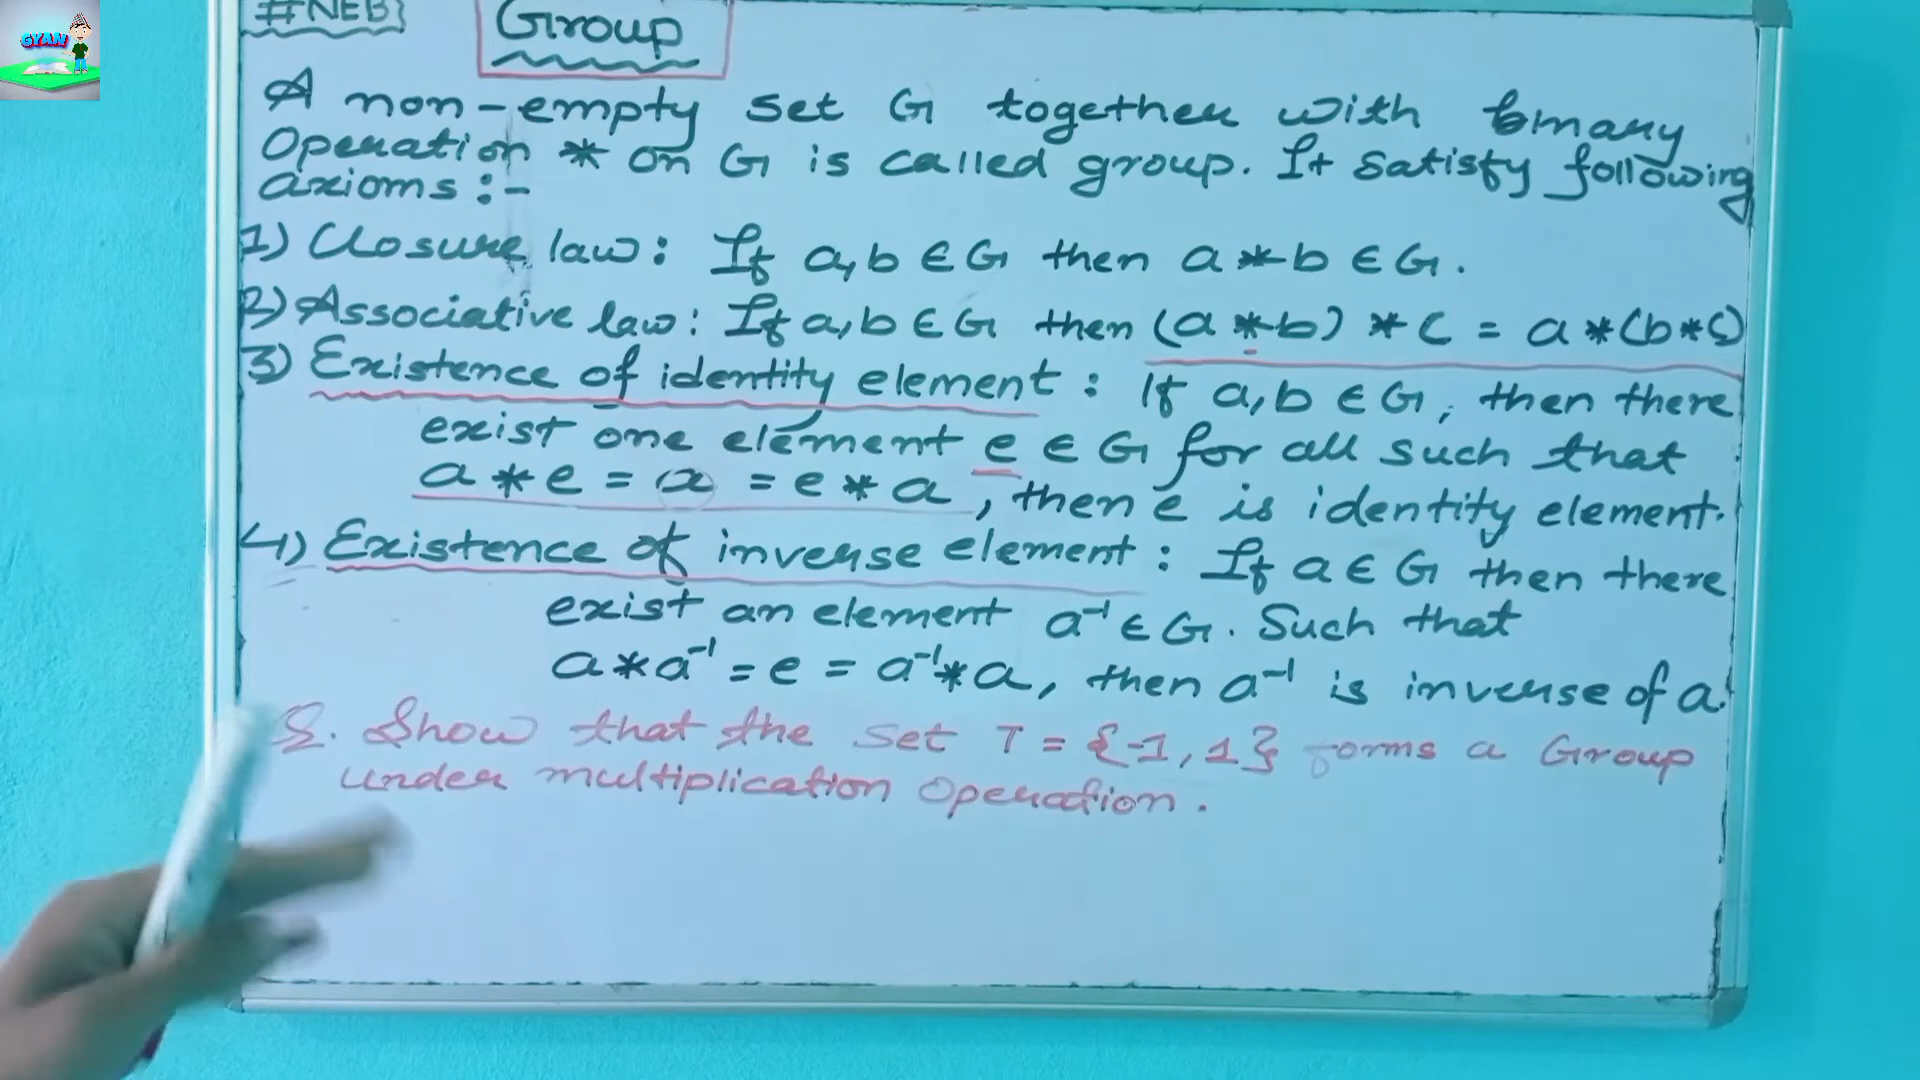 #NEB}
Group
GYAN
A non-empty set G together with binary
Operation * on G is called group. It satisfy following
axioms :-
1) Closure law : If a,b ∈ G then a * b ∈ G.
2) Associative law : If a,b ∈ G then (a * b) * c = a * (b * c)
3) Existence of identity element : If a,b ∈ G, then there
exist one element e ∈ G for all such that
a * e = a = e * a , then e is identity element.
4) Existence of inverse element : If a ∈ G then there
exist an element a⁻¹ ∈ G. Such that
a * a⁻¹ = e = a⁻¹ * a, then a⁻¹ is inverse of a.
Q. Show that the set T = {-1, 1} forms a Group
under multiplication Operation .